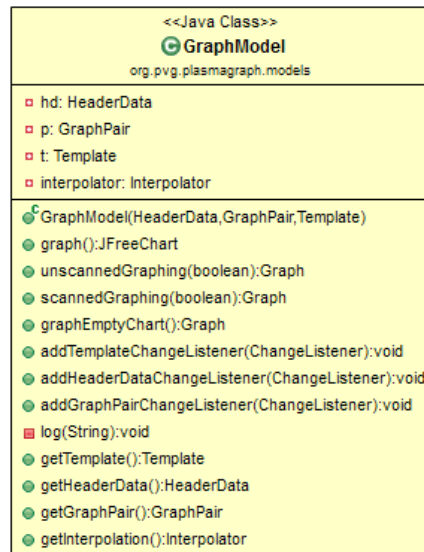 <<Java Class>>
GraphModel
org.pvg.plasmagraph.models
hd: HeaderData
p: GraphPair
t: Template
interpolator: Interpolator
GraphModel(HeaderData,GraphPair,Template)
graph():JFreeChart
unscannedGraphing(boolean):Graph
scannedGraphing(boolean):Graph
graphEmptyChart():Graph
addTemplateChangeListener(ChangeListener):void
addHeaderDataChangeListener(ChangeListener):void
addGraphPairChangeListener(ChangeListener):void
log(String):void
getTemplate():Template
getHeaderData():HeaderData
getGraphPair():GraphPair
getInterpolation():Interpolator